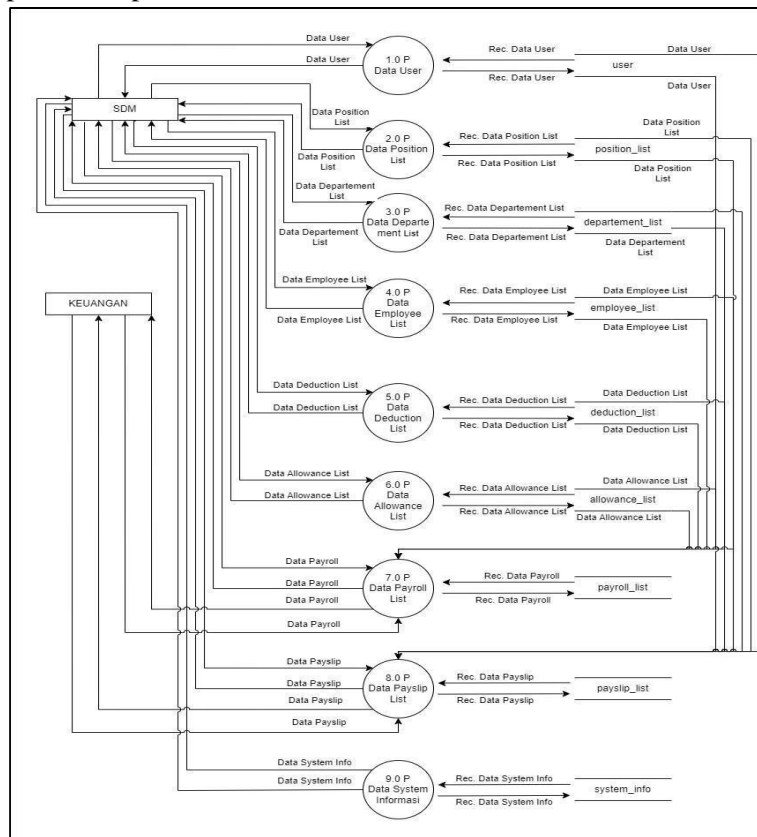 Data User
Data User
1.0 P
Data User
Rec. Data User
Rec. Data User
Data User
user
Data User
SDM
Data Position
List
Data Position
List
2.0 P
Data Position
List
Rec. Data Position List
Rec. Data Position List
Data Position
List
position_list
Data Position
List
Data Departement
List
Data Departement
List
3.0 P
Data Departe
ment List
Rec. Data Departement List
Rec. Data Departement List
departement_list
Data Departement
List
KEUANGAN
Data Employee List
Data Employee List
4.0 P
Data
Employee
List
Rec. Data Employee List
Rec. Data Employee List
Data Employee List
employee_list
Data Employee List
Data Deduction List
Data Deduction List
5.0 P
Data
Deduction
List
Rec. Data Deduction List
Rec. Data Deduction List
Data Deduction List
deduction_list
Data Deduction List
Data Allowance List
Data Allowance List
6.0 P
Data
Allowance
List
Rec. Data Allowance List
Rec. Data Allowance List
Data Allowance List
allowance_list
Data Allowance List
Data Payroll
Data Payroll
Data Payroll
Data Payroll
7.0 P
Data Payroll
List
Rec. Data Payroll
Rec. Data Payroll
payroll_list
Data Payslip
Data Payslip
Data Payslip
Data Payslip
8.0 P
Data Payslip
List
Rec. Data Payslip
Rec. Data Payslip
payslip_list
Data System Info
Data System Info
9.0 P
Data System
Informasi
Rec. Data System Info
Rec. Data System Info
system_info